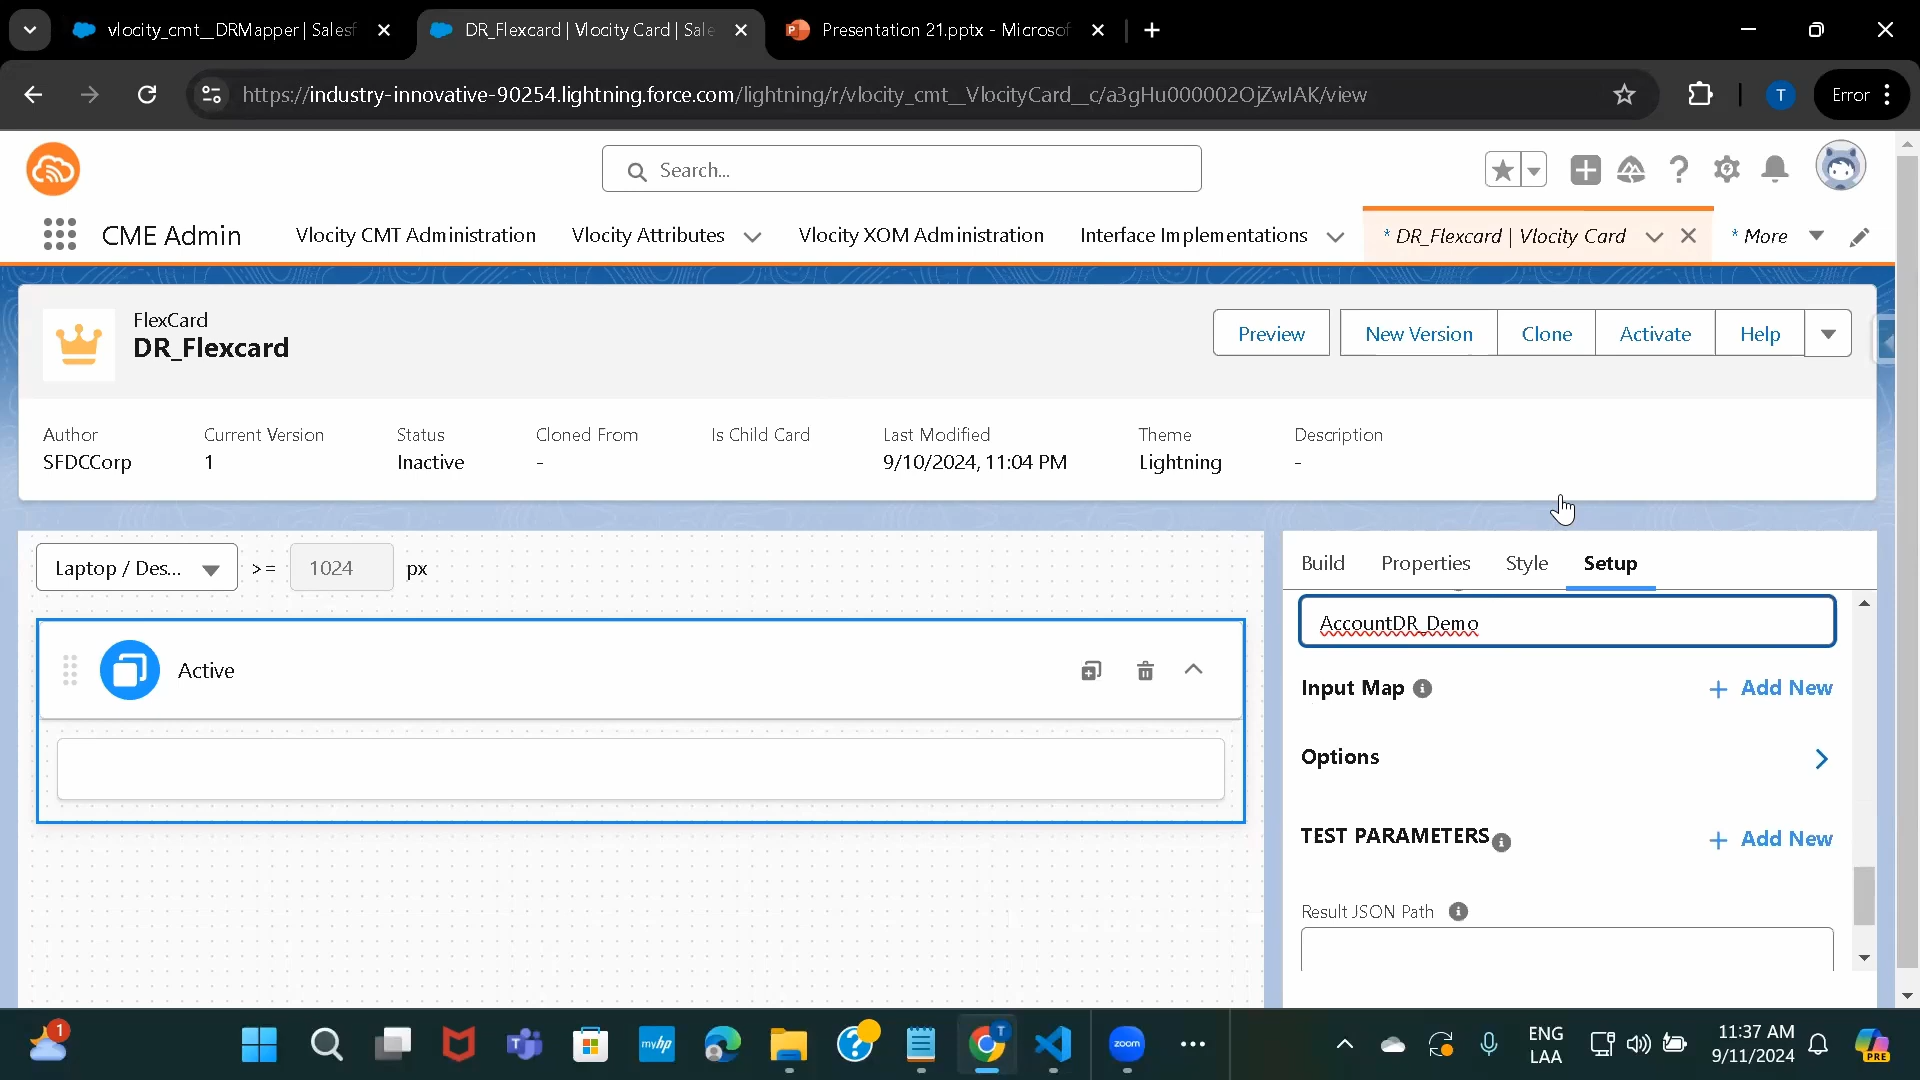 vlocity_cmt__DRMapper | Salesf
DR_Flexcard | Vlocity Card | Sale
Presentation 21.pptx - Microsof
https://industry-innovative-90254.lightning.force.com/lightning/r/vlocity_cmt__VlocityCard__c/a3gHu000002OjZwIAK/view
T
Error
Search...
CME Admin
Vlocity CMT Administration
Vlocity Attributes
Vlocity XOM Administration
Interface Implementations
* DR_Flexcard | Vlocity Card
* More
FlexCard
DR_Flexcard
Preview
New Version
Clone
Activate
Help
Author
SFDCCorp
Current Version
1
Status
Inactive
Cloned From
-
Is Child Card
Last Modified
9/10/2024, 11:04 PM
Theme
Lightning
Description
-
Laptop / Des...
>=
1024
px
Active
Build
Properties
Style
Setup
AccountDR_Demo
Input Map
+ Add New
Options
TEST PARAMETERS
+ Add New
Result JSON Path
1
myhp
T
zoom
ENG
LAA
11:37 AM
9/11/2024
PRE